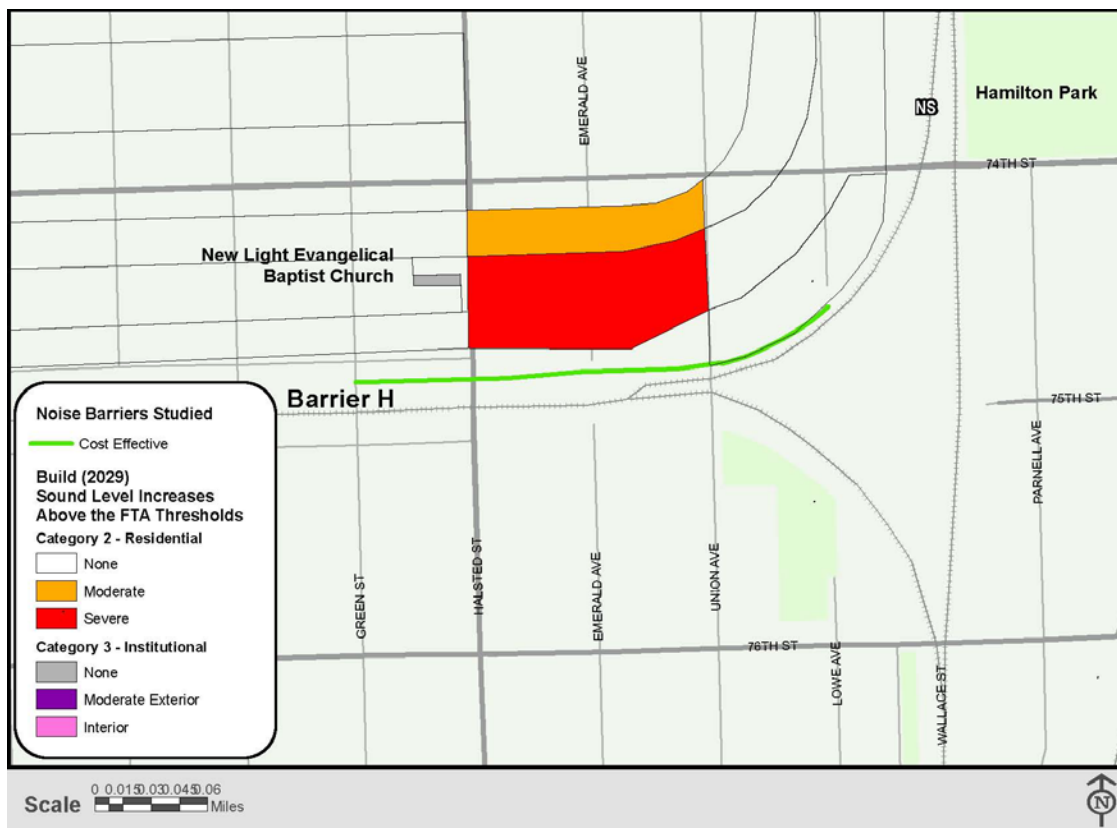 EMERALD AVE
Hamilton Park
NS
74TH ST
New Light Evangelical
Baptist Church
Barrier H
75TH ST
PARNELL AVE
GREEN ST
HALSTED ST
EMERALD AVE
UNION AVE
76TH ST
LOWE AVE
WALLACE ST
Noise Barriers Studied
Cost Effective
Build (2029)
Sound Level Increases
Above the FTA Thresholds
Category 2 - Residential
None
Moderate
Severe
Category 3 - Institutional
None
Moderate Exterior
Interior
Scale
0 0.015 0.03 0.045 0.06
Miles
N